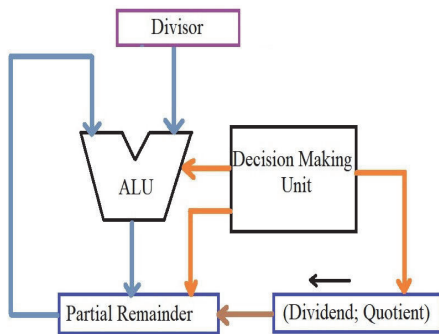 Divisor
ALU
Decision Making
Unit
Partial Remainder
(Dividend; Quotient)